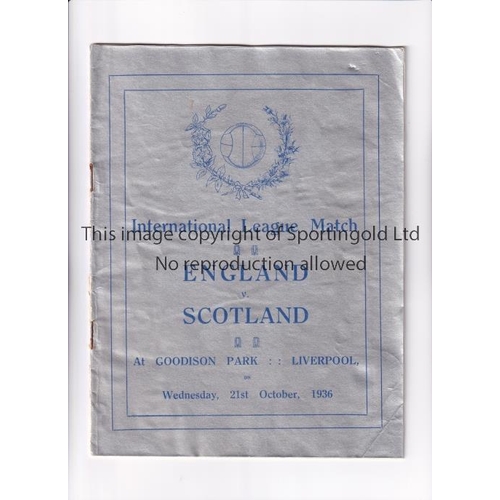 International League Match
This image copyright of Sportingold Ltd
No reproduction allowed
ENGLAND
v.
SCOTLAND
At GOODISON PARK : : LIVERPOOL,
on
Wednesday, 21st October, 1936